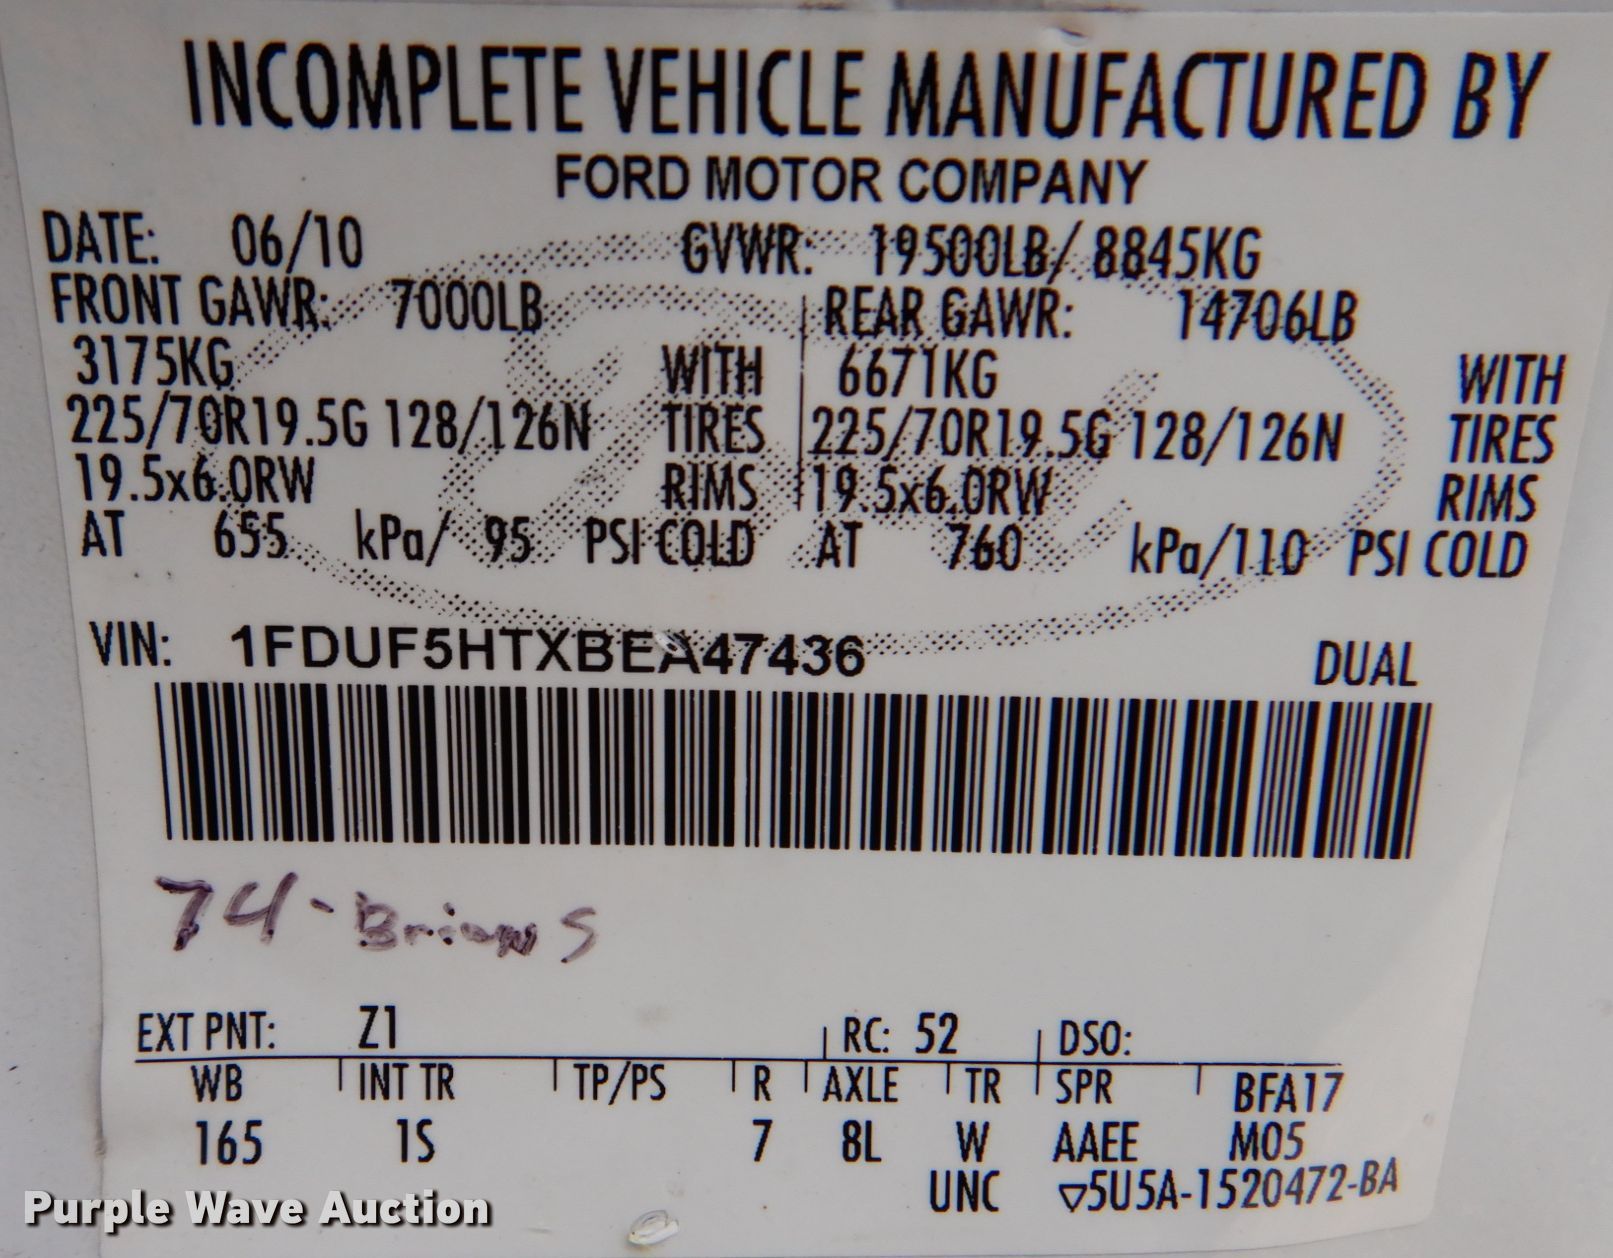 INCOMPLETE VEHICLE MANUFACTURED BY
FORD MOTOR COMPANY
DATE: 06/10 GVWR: 19500LB/ 8845KG
FRONT GAWR: 7000LB REAR GAWR: 14706LB
3175KG WITH 6671KG WITH
225/70R19.5G 128/126N TIRES 225/70R19.5G 128/126N TIRES
19.5x6.0RW RIMS 19.5x6.0RW RIMS
AT 655 kPa/ 95 PSI COLD AT 760 kPa/110 PSI COLD
VIN: 1FDUF5HTXBEA47436 DUAL
74-Brians
EXT PNT: Z1 RC: 52 DSO:
WB INT TR TP/PS R AXLE TR SPR BFA17
165 1S 7 8L W AAEE M05
UNC ▽5U5A-1520472-BA
Purple Wave Auction